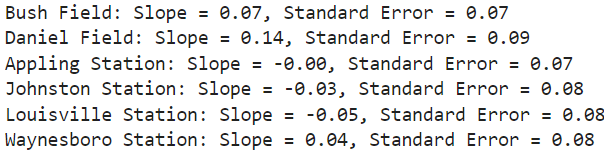 Bush Field: Slope = 0.07, Standard Error = 0.07
Daniel Field: Slope = 0.14, Standard Error = 0.09
Appling Station: Slope = -0.00, Standard Error = 0.07
Johnston Station: Slope = -0.03, Standard Error = 0.08
Louisville Station: Slope = -0.05, Standard Error = 0.08
Waynesboro Station: Slope = 0.04, Standard Error = 0.08